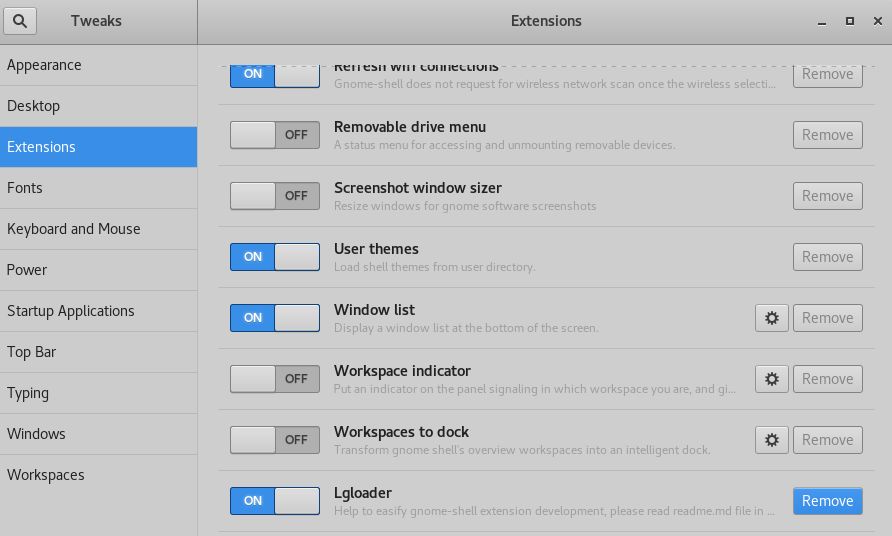 Tweaks
Extensions
Appearance
Desktop
Extensions
Fonts
Keyboard and Mouse
Power
Startup Applications
Top Bar
Typing
Windows
Workspaces
Refresh wifi connections
ON
Gnome-shell does not request for wireless network scan once the wireless selecti...
Remove
Removable drive menu
OFF
A status menu for accessing and unmounting removable devices.
Remove
Screenshot window sizer
OFF
Resize windows for gnome software screenshots
Remove
User themes
ON
Load shell themes from user directory.
Remove
Window list
ON
Display a window list at the bottom of the screen.
Remove
Workspace indicator
OFF
Put an indicator on the panel signaling in which workspace you are, and gi...
Remove
Workspaces to dock
OFF
Transform gnome shell's overview workspaces into an intelligent dock.
Remove
Lgloader
ON
Help to easify gnome-shell extension development, please read readme.md file in ...
Remove